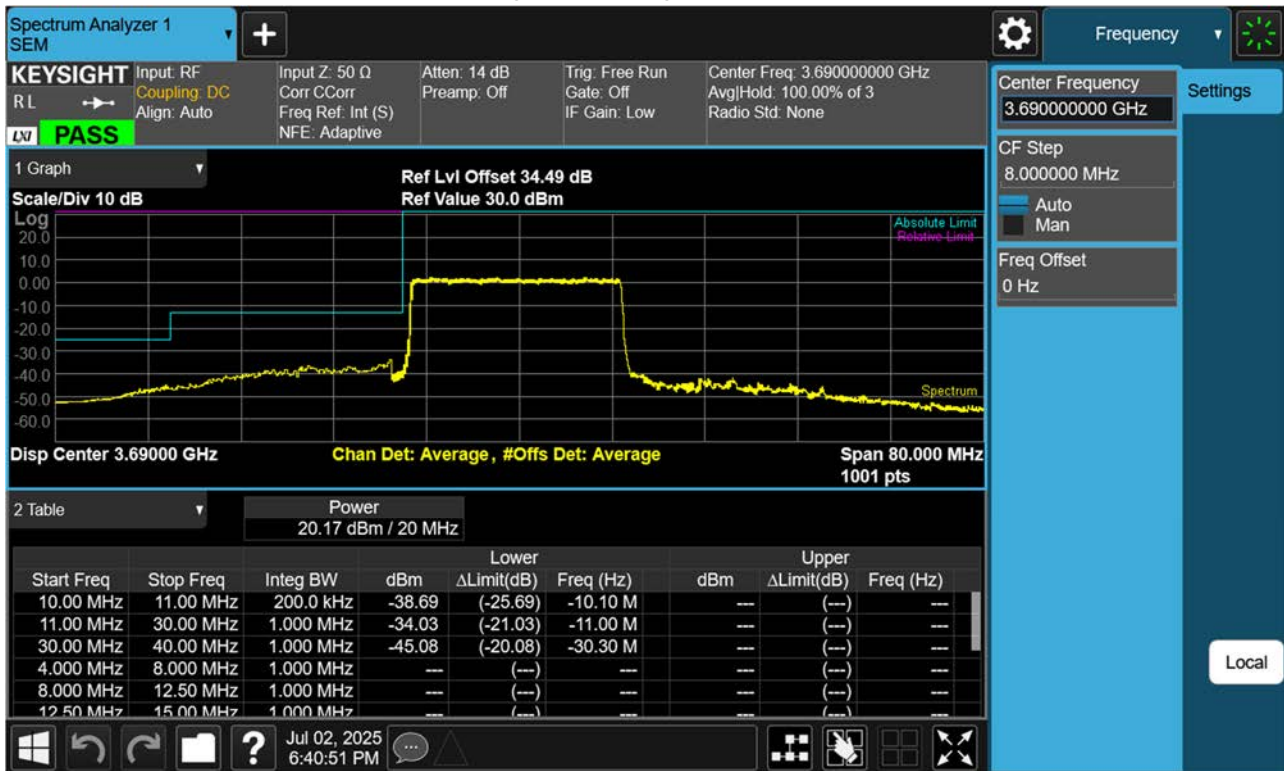 Spectrum Analyzer 1
SEM
Frequency
KEYSIGHT
R L
LXI
PASS
Input: RF
Coupling: DC
Align: Auto
Input Z: 50 Ω
Corr CCorr
Freq Ref: Int (S)
NFE: Adaptive
Atten: 14 dB
Preamp: Off
Trig: Free Run
Gate: Off
IF Gain: Low
Center Freq: 3.690000000 GHz
Avg|Hold: 100.00% of 3
Radio Std: None
Center Frequency
3.690000000 GHz
Settings
CF Step
8.000000 MHz
Auto
Man
Freq Offset
0 Hz
Local
1 Graph
Ref Lvl Offset 34.49 dB
Scale/Div 10 dB
Ref Value 30.0 dBm
Log
Absolute Limit
Relative Limit
20.0
10.0
0.00
-10.0
-20.0
-30.0
-40.0
-50.0
-60.0
Spectrum
Disp Center 3.69000 GHz
Chan Det: Average, #Offs Det: Average
Span 80.000 MHz
1001 pts
2 Table
Power
20.17 dBm / 20 MHz
Lower Upper
Start Freq Stop Freq Integ BW dBm ΔLimit(dB) Freq (Hz) dBm ΔLimit(dB) Freq (Hz)
10.00 MHz 11.00 MHz 200.0 kHz -38.69 (-25.69) -10.10 M --- (---) ---
11.00 MHz 30.00 MHz 1.000 MHz -34.03 (-21.03) -11.00 M --- (---) ---
30.00 MHz 40.00 MHz 1.000 MHz -45.08 (-20.08) -30.30 M --- (---) ---
4.000 MHz 8.000 MHz 1.000 MHz --- (---) --- --- (---) ---
8.000 MHz 12.50 MHz 1.000 MHz --- (---) --- --- (---) ---
12.50 MHz 15.00 MHz 1.000 MHz --- (---) --- --- (---) ---
Jul 02, 2025
6:40:51 PM